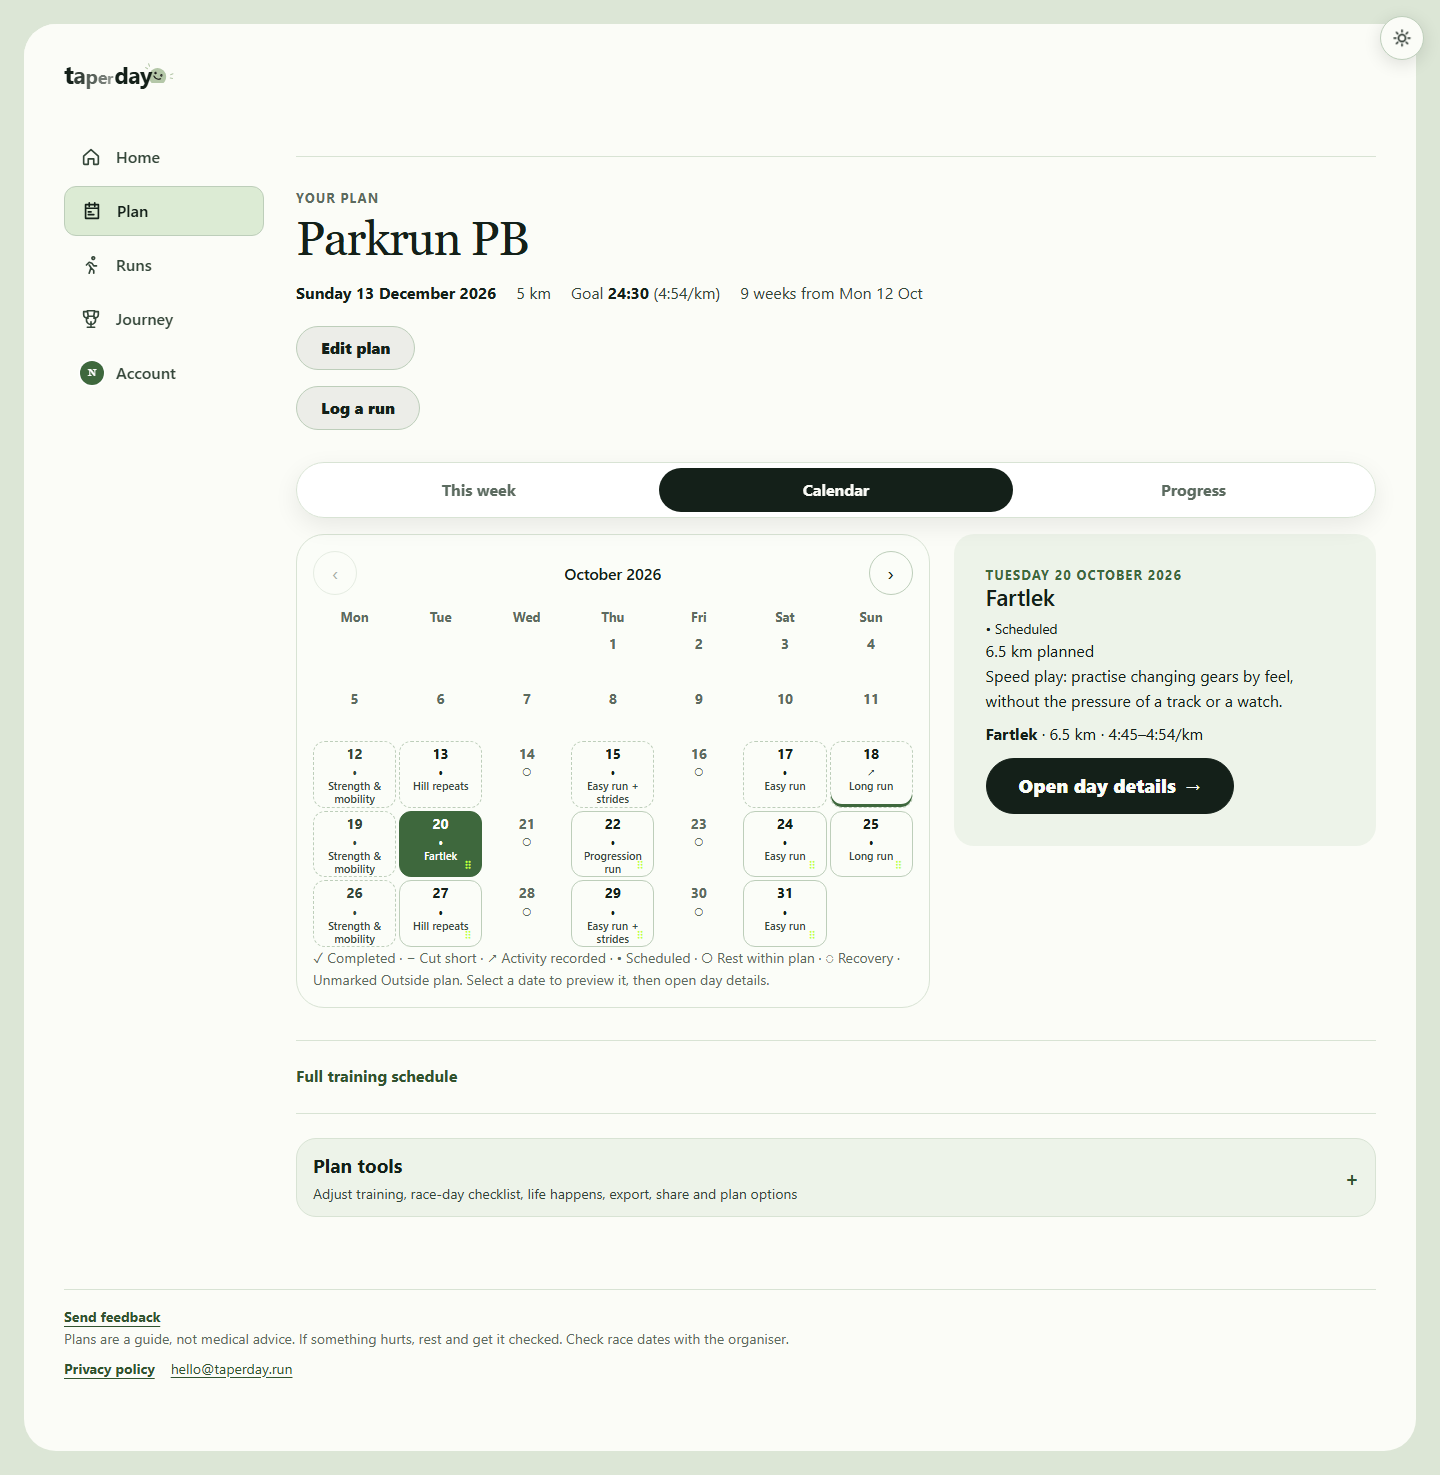 taperday
Home
Plan
Runs
Journey
N Account
YOUR PLAN
Parkrun PB
Sunday 13 December 2026 5 km Goal 24:30 (4:54/km) 9 weeks from Mon 12 Oct
Edit plan
Log a run
This week Calendar Progress
‹ October 2026 ›
Mon Tue Wed Thu Fri Sat Sun
1 2 3 4
5 6 7 8 9 10 11
12 13 14 15 16 17 18
• • ○ • ○ • ↗
Strength & mobility Hill repeats Easy run + strides Easy run Long run
19 20 21 22 23 24 25
• • ○ • ○ • •
Strength & mobility Fartlek Progression run Easy run Long run
26 27 28 29 30 31
• • ○ • ○ •
Strength & mobility Hill repeats Easy run + strides Easy run
✓ Completed · – Cut short · ↗ Activity recorded · • Scheduled · ○ Rest within plan · ◌ Recovery ·
Unmarked Outside plan. Select a date to preview it, then open day details.
TUESDAY 20 OCTOBER 2026
Fartlek
• Scheduled
6.5 km planned
Speed play: practise changing gears by feel,
without the pressure of a track or a watch.
Fartlek · 6.5 km · 4:45–4:54/km
Open day details →
Full training schedule
Plan tools
Adjust training, race-day checklist, life happens, export, share and plan options
+
Send feedback
Plans are a guide, not medical advice. If something hurts, rest and get it checked. Check race dates with the organiser.
Privacy policy hello@taperday.run